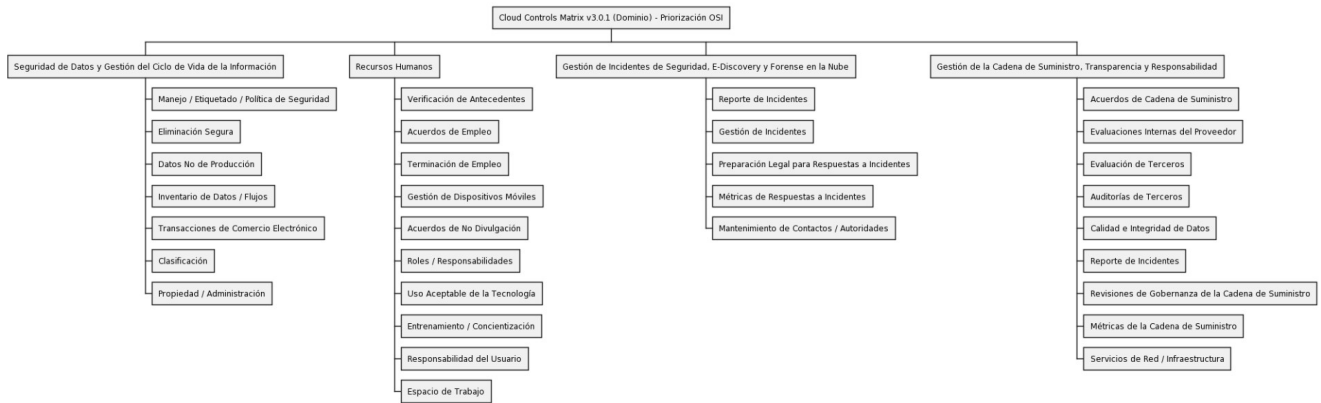 Cloud Controls Matrix v3.0.1 (Dominio) - Priorización OSI
Seguridad de Datos y Gestión del Ciclo de Vida de la Información
Manejo / Etiquetado / Política de Seguridad
Eliminación Segura
Datos No de Producción
Inventario de Datos / Flujos
Transacciones de Comercio Electrónico
Clasificación
Propiedad / Administración
Recursos Humanos
Verificación de Antecedentes
Acuerdos de Empleo
Terminación de Empleo
Gestión de Dispositivos Móviles
Acuerdos de No Divulgación
Roles / Responsabilidades
Uso Aceptable de la Tecnología
Entrenamiento / Concientización
Responsabilidad del Usuario
Espacio de Trabajo
Gestión de Incidentes de Seguridad, E-Discovery y Forense en la Nube
Reporte de Incidentes
Gestión de Incidentes
Preparación Legal para Respuestas a Incidentes
Métricas de Respuestas a Incidentes
Mantenimiento de Contactos / Autoridades
Gestión de la Cadena de Suministro, Transparencia y Responsabilidad
Acuerdos de Cadena de Suministro
Evaluaciones Internas del Proveedor
Evaluación de Terceros
Auditorías de Terceros
Calidad e Integridad de Datos
Reporte de Incidentes
Revisiones de Gobernanza de la Cadena de Suministro
Métricas de la Cadena de Suministro
Servicios de Red / Infraestructura